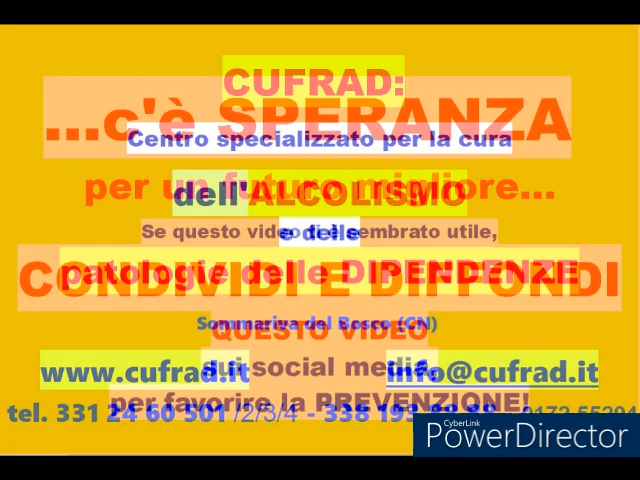 CUFRAD:
...c'è SPERANZA
Centro specializzato per la cura
per un futuro migliore...
dell'ALCOLISMO
Se questo video ti è sembrato utile,
e delle
patologie delle DIPENDENZE
CONDIVIDI E DIFFONDI
Sommariva del Bosco (CN)
QUESTO VIDEO
www.cufrad.it
info@cufrad.it
sui social media,
per favorire la PREVENZIONE!
tel. 331 24 60 501 /2/3/4 - 338
CyberLink
PowerDirector